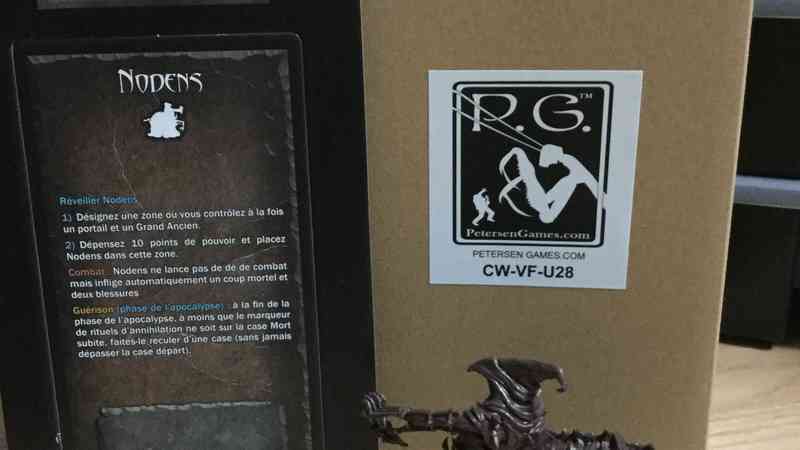 NODENS
Réveiller Nodens
1) Désignez une zone ou vous contrôlez à la fois
un portail et un Grand Ancien.
2) Dépensez 10 points de pouvoir et placez
Nodens dans cette zone.
Combat. Nodens ne lance pas de dé de combat
mais inflige automatiquement un coup mortel et
deux blessures
Guérison (phase de l'apocalypse) : à la fin de la
phase de l'apocalypse, à moins que le marqueur
de rituels d'annihilation ne soit sur la case Mort
subite, faites-le reculer d'une case (sans jamais
dépasser la case départ).
P.G.™
PetersenGames.com
PETERSEN GAMES.COM
CW-VF-U28